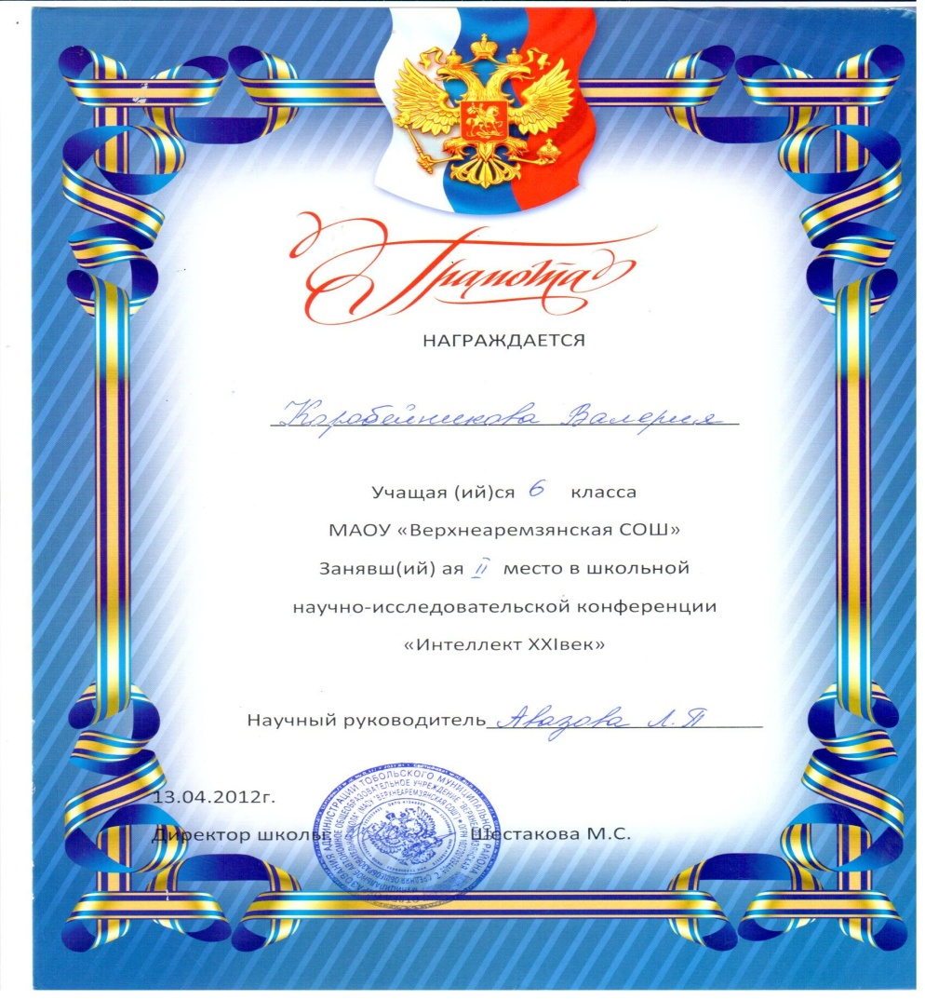 Грамота
НАГРАЖДАЕТСЯ
Коробейникова Валерия
Учащая (ий)ся 6 класса
МАОУ «Верхнеаремзянская СОШ»
Занявш(ий) ая II место в школьной
научно-исследовательской конференции
«Интеллект XXIвек»
Научный руководитель Авазова Л.П
13.04.2012г.
Директор школы Шестакова М.С.